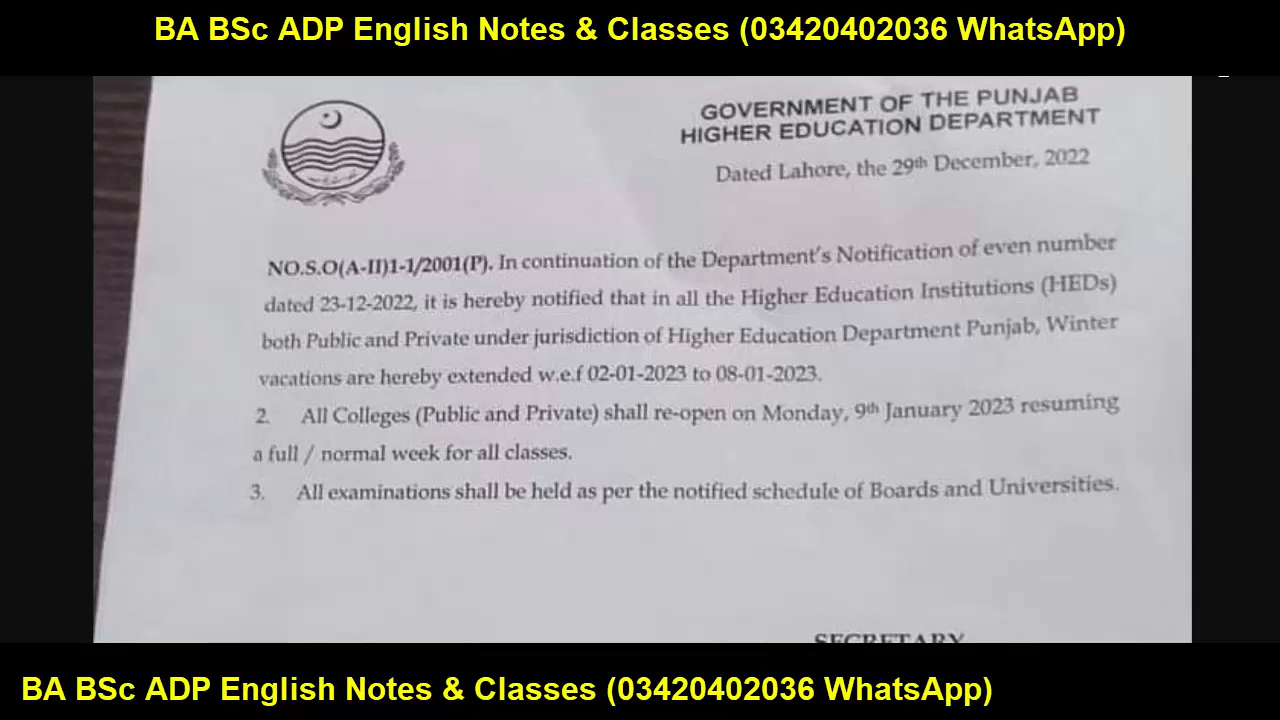 BA BSc ADP English Notes & Classes (03420402036 WhatsApp)
GOVERNMENT OF THE PUNJAB
HIGHER EDUCATION DEPARTMENT
Dated Lahore, the 29th December, 2022
NO.S.O(A-II)1-1/2001(P). In continuation of the Department's Notification of even number
dated 23-12-2022, it is hereby notified that in all the Higher Education Institutions (HEDs)
both Public and Private under jurisdiction of Higher Education Department Punjab, Winter
vacations are hereby extended w.e.f 02-01-2023 to 08-01-2023.
2. All Colleges (Public and Private) shall re-open on Monday, 9th January 2023 resuming
a full / normal week for all classes.
3. All examinations shall be held as per the notified schedule of Boards and Universities.
SECRETARY
BA BSc ADP English Notes & Classes (03420402036 WhatsApp)